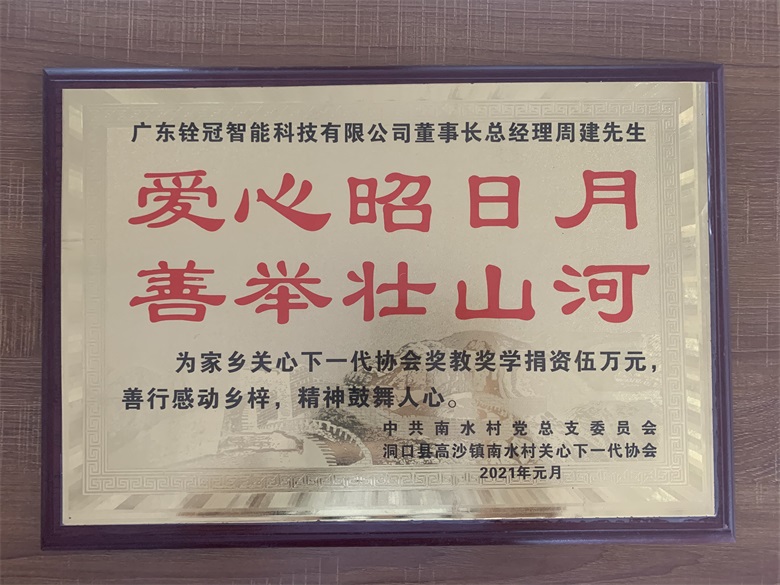 广东铨冠智能科技有限公司董事长总经理周建先生
爱心昭日月
善举壮山河
为家乡关心下一代协会奖教奖学捐资伍万元，
善行感动乡梓，精神鼓舞人心。
中共南水村党总支委员会
洞口县高沙镇南水村关心下一代协会
2021年元月